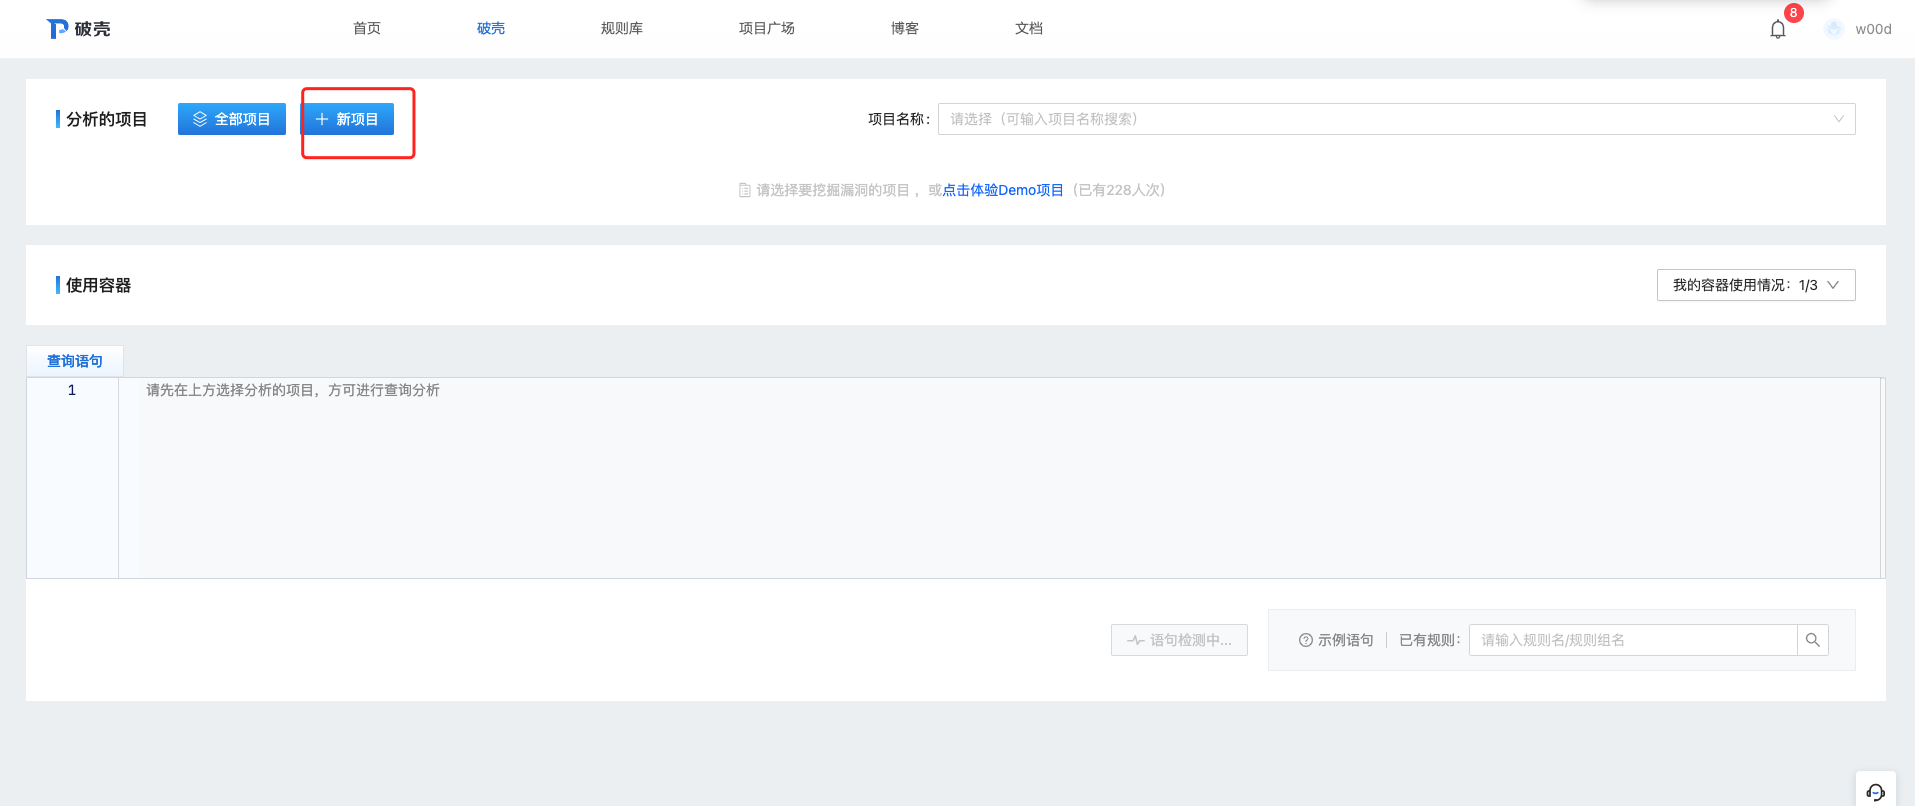 破壳 首页 破壳 规则库 项目广场 博客 文档 8 w00d
分析的项目 全部项目 新项目 项目名称： 请选择（可输入项目名称搜索）
请选择要挖掘漏洞的项目 ，或点击体验Demo项目（已有228人次）
使用容器 我的容器使用情况：1/3
查询语句
1 请先在上方选择分析的项目，方可进行查询分析
语句检测中... 示例语句 已有规则： 请输入规则名/规则组名